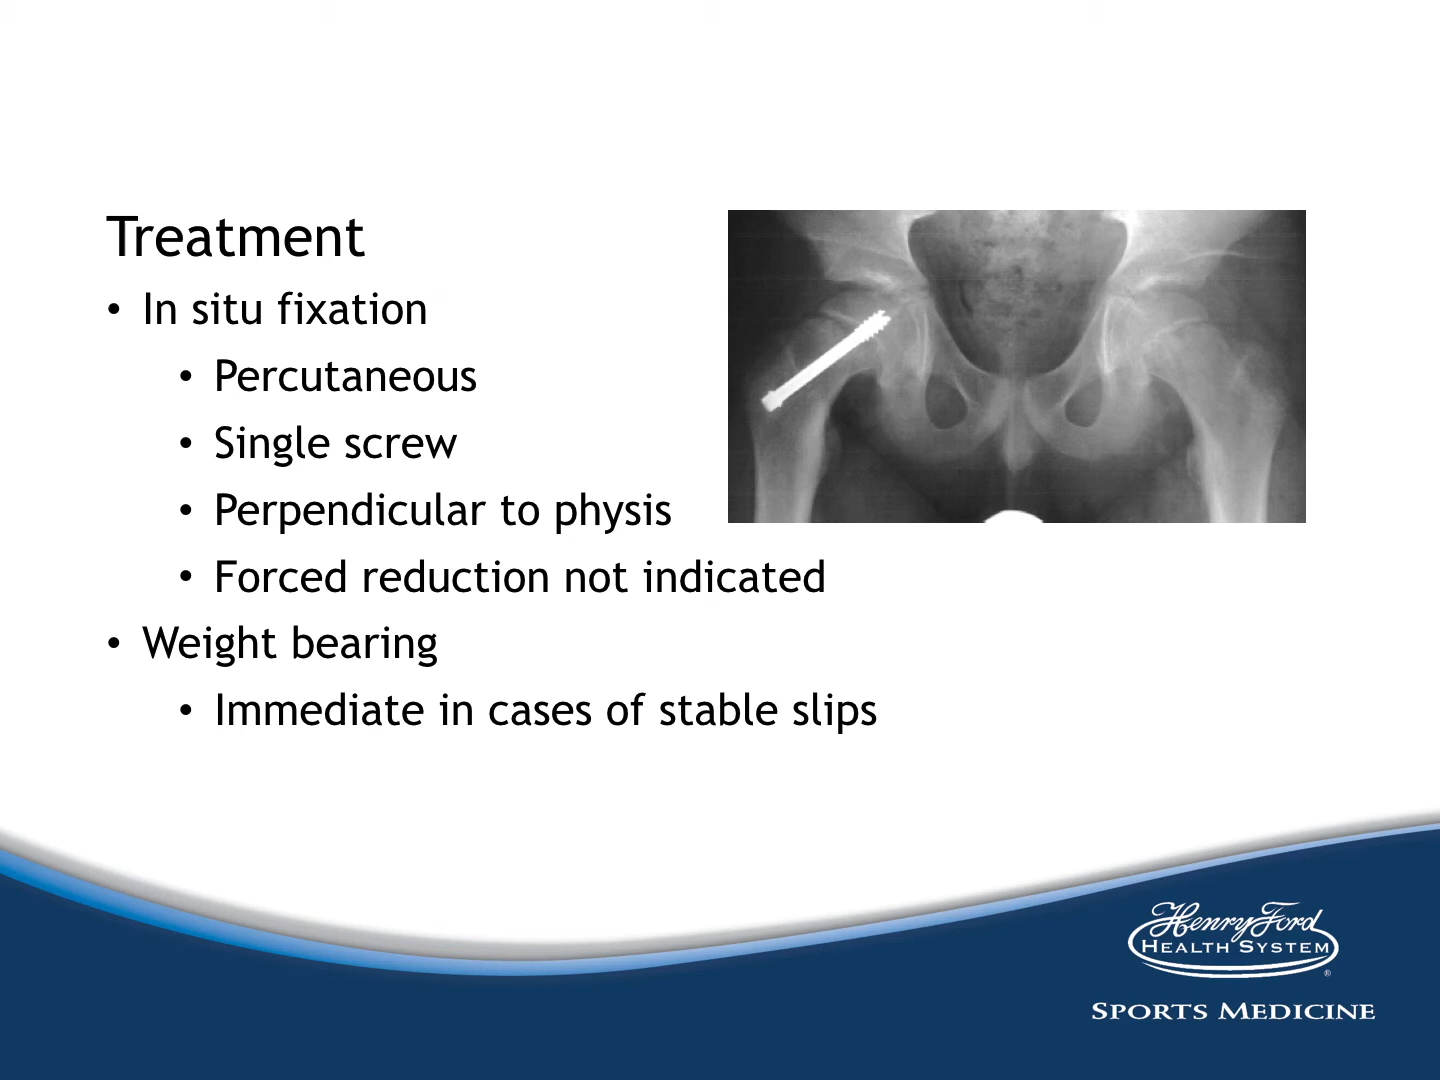 Treatment
• In situ fixation
• Percutaneous
• Single screw
• Perpendicular to physis
• Forced reduction not indicated
• Weight bearing
• Immediate in cases of stable slips
Henry Ford
HEALTH SYSTEM
®
SPORTS MEDICINE